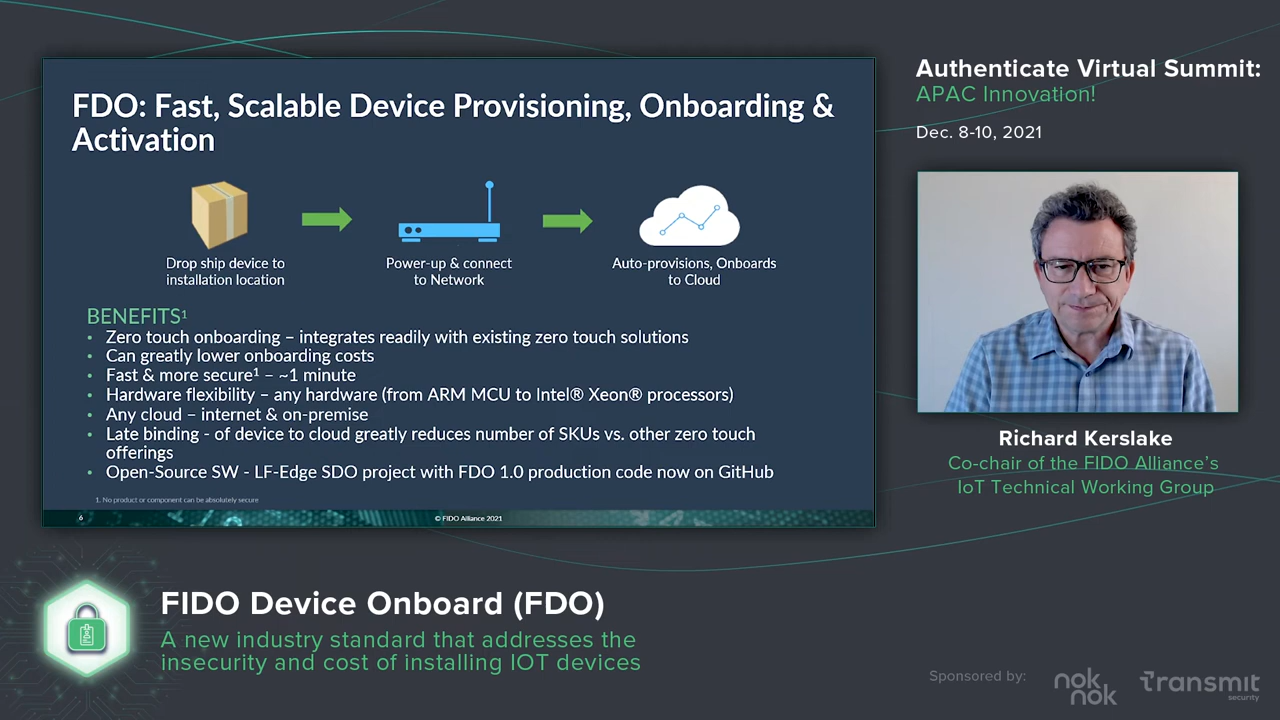 FDO: Fast, Scalable Device Provisioning, Onboarding &
Activation
Drop ship device to
installation location
Power-up & connect
to Network
Auto-provisions, Onboards
to Cloud
BENEFITS¹
• Zero touch onboarding – integrates readily with existing zero touch solutions
• Can greatly lower onboarding costs
• Fast & more secure¹ – ~1 minute
• Hardware flexibility – any hardware (from ARM MCU to Intel® Xeon® processors)
• Any cloud – internet & on-premise
• Late binding - of device to cloud greatly reduces number of SKUs vs. other zero touch
offerings
• Open-Source SW - LF-Edge SDO project with FDO 1.0 production code now on GitHub
1. No product or component can be absolutely secure
6
© FIDO Alliance 2021
Authenticate Virtual Summit:
APAC Innovation!
Dec. 8-10, 2021
Richard Kerslake
Co-chair of the FIDO Alliance's
IoT Technical Working Group
FIDO Device Onboard (FDO)
A new industry standard that addresses the
insecurity and cost of installing IOT devices
Sponsored by:
nok
nok
transmit
security